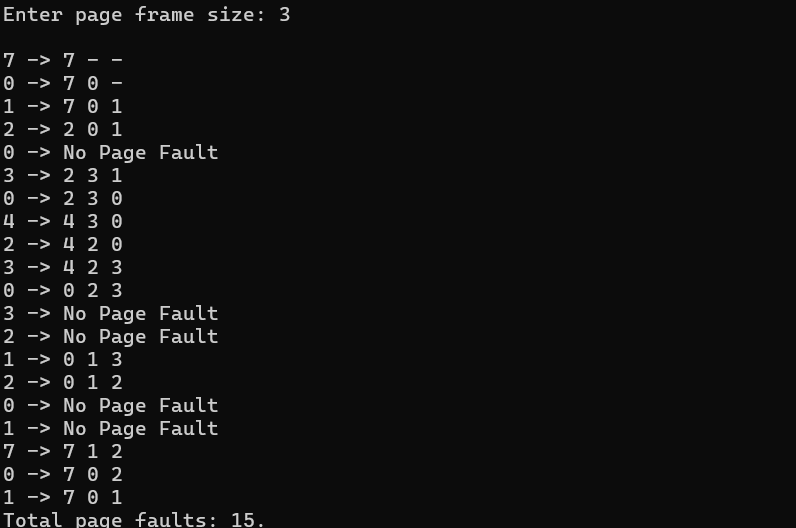 Enter page frame size: 3
7 -> 7 - -
0 -> 7 0 -
1 -> 7 0 1
2 -> 2 0 1
0 -> No Page Fault
3 -> 2 3 1
0 -> 2 3 0
4 -> 4 3 0
2 -> 4 2 0
3 -> 4 2 3
0 -> 0 2 3
3 -> No Page Fault
2 -> No Page Fault
1 -> 0 1 3
2 -> 0 1 2
0 -> No Page Fault
1 -> No Page Fault
7 -> 7 1 2
0 -> 7 0 2
1 -> 7 0 1
Total page faults: 15.